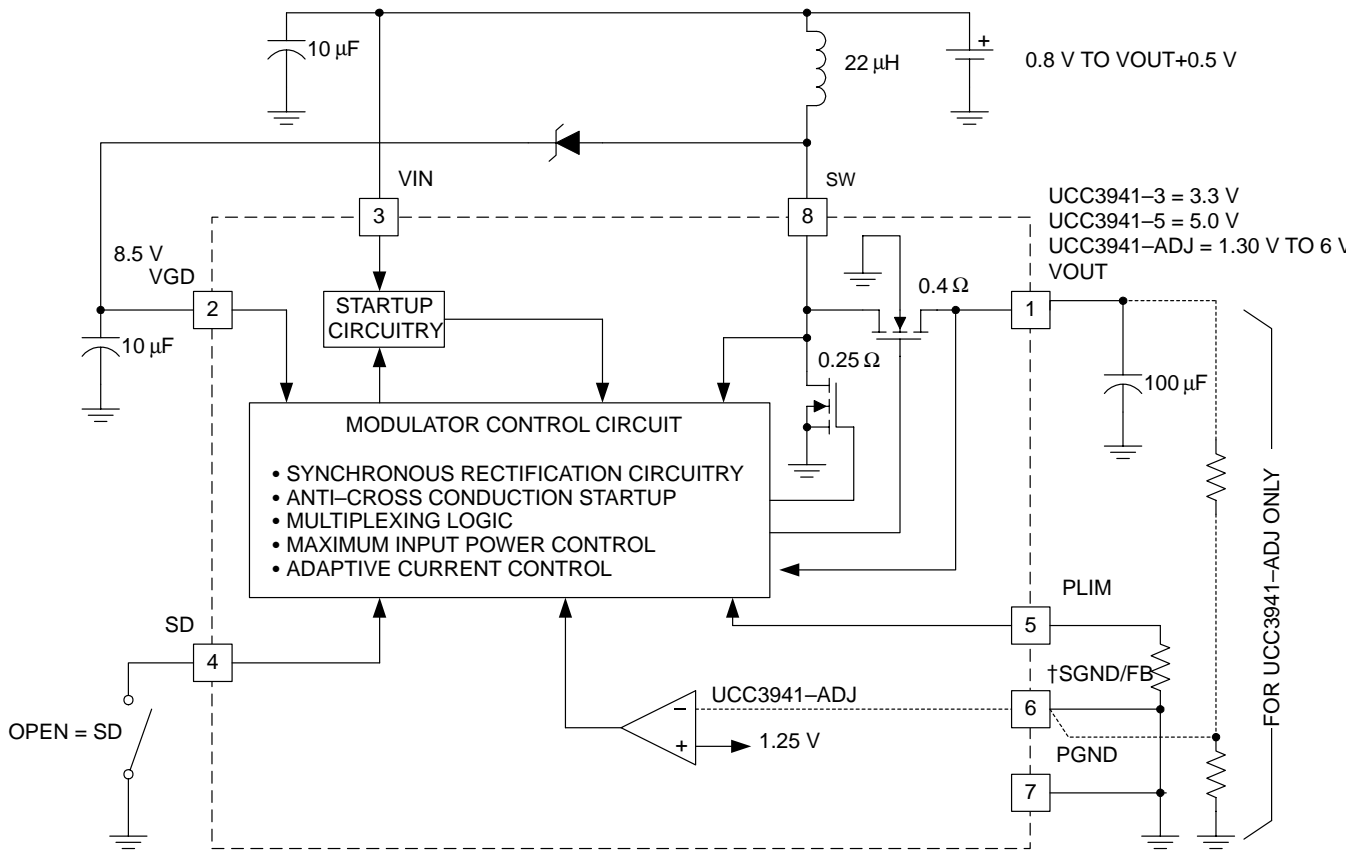 10 µF
22 µH
+
0.8 V TO VOUT+0.5 V
VIN
SW
3
8
UCC3941–3 = 3.3 V
UCC3941–5 = 5.0 V
UCC3941–ADJ = 1.30 V TO 6 V
VOUT
8.5 V
VGD
2
STARTUP
CIRCUITRY
0.4 Ω
1
10 µF
0.25 Ω
100 µF
MODULATOR CONTROL CIRCUIT
• SYNCHRONOUS RECTIFICATION CIRCUITRY
• ANTI–CROSS CONDUCTION STARTUP
• MULTIPLEXING LOGIC
• MAXIMUM INPUT POWER CONTROL
• ADAPTIVE CURRENT CONTROL
FOR UCC3941–ADJ ONLY
PLIM
5
SD
4
†SGND/FB
UCC3941–ADJ
6
–
+
1.25 V
OPEN = SD
PGND
7